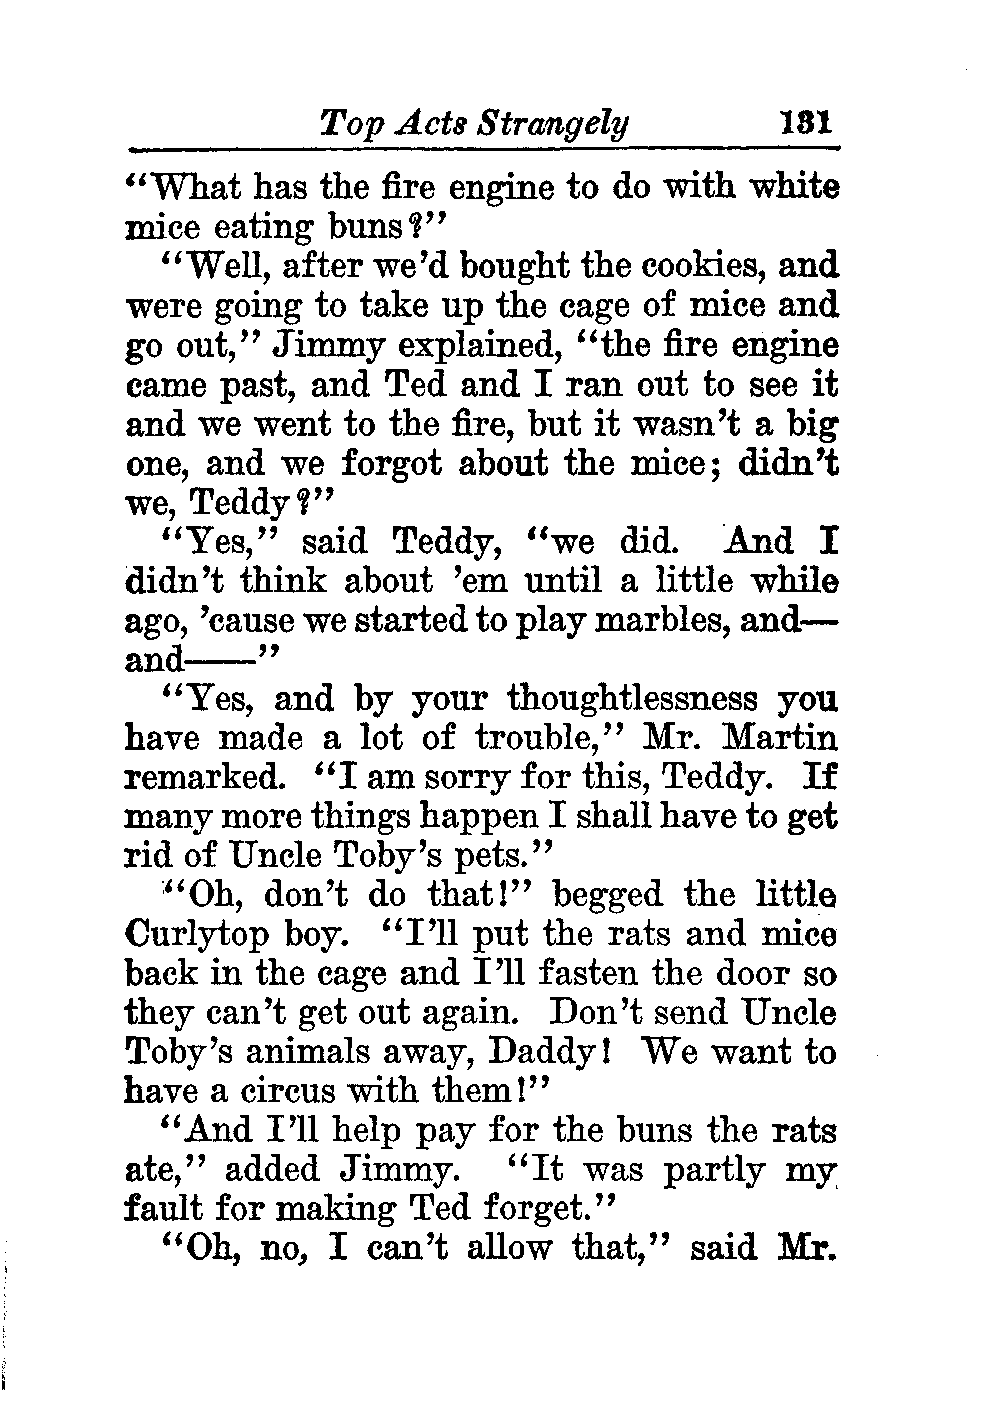 Top Acts Strangely 131
“What has the fire engine to do with white
mice eating buns?”
“Well, after we’d bought the cookies, and
were going to take up the cage of mice and
go out,” Jimmy explained, “the fire engine
came past, and Ted and I ran out to see it
and we went to the fire, but it wasn’t a big
one, and we forgot about the mice; didn’t
we, Teddy?”
“Yes,” said Teddy, “we did. And I
didn’t think about ’em until a little while
ago, ’cause we started to play marbles, and—
and——”
“Yes, and by your thoughtlessness you
have made a lot of trouble,” Mr. Martin
remarked. “I am sorry for this, Teddy. If
many more things happen I shall have to get
rid of Uncle Toby’s pets.”
“Oh, don’t do that!” begged the little
Curlytop boy. “I’ll put the rats and mice
back in the cage and I’ll fasten the door so
they can’t get out again. Don’t send Uncle
Toby’s animals away, Daddy! We want to
have a circus with them!”
“And I’ll help pay for the buns the rats
ate,” added Jimmy. “It was partly my
fault for making Ted forget.”
“Oh, no, I can’t allow that,” said Mr.